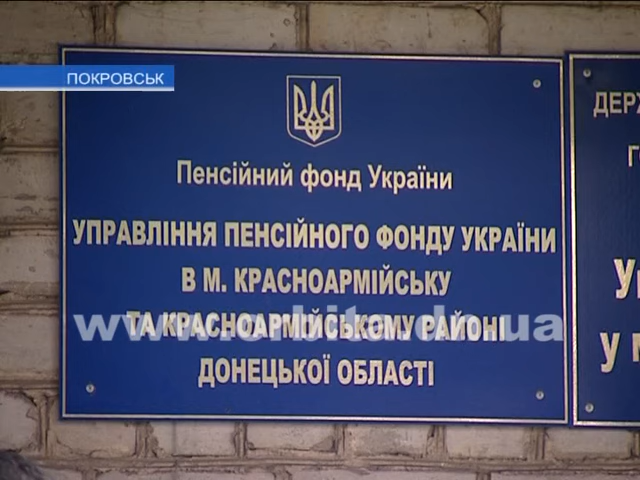 ПОКРОВСЬК
Пенсійний фонд України
УПРАВЛІННЯ ПЕНСІЙНОГО ФОНДУ УКРАЇНИ
В М. КРАСНОАРМІЙСЬКУ
ТА КРАСНОАРМІЙСЬКОМУ РАЙОНІ
ДОНЕЦЬКОЇ ОБЛАСТІ
www.orbita.dn.ua
ДЕР
У М